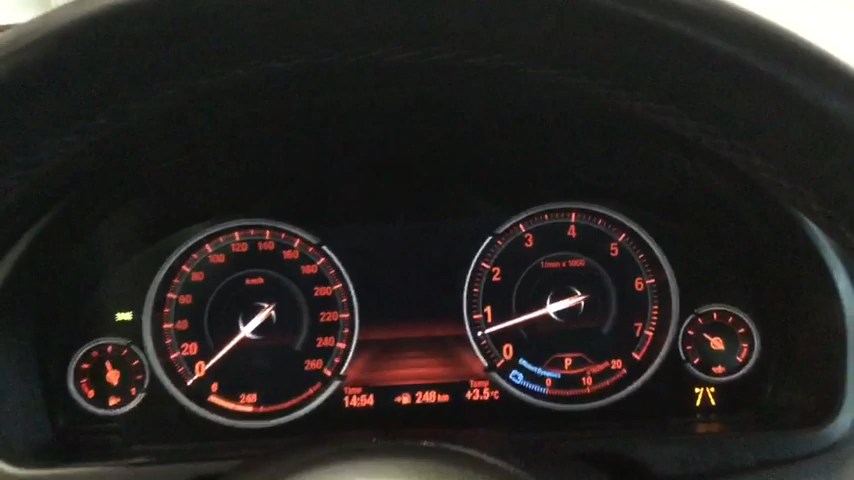 120 140
100 160
80 180
km/h
60 200
40 220
20 240
0 260
0 248
Time
14:54
248 km
Temp
+3.5°C
4
3 5
1/min x 1000
2 6
1 7
0
P
EfficientDynamics
0 10 20